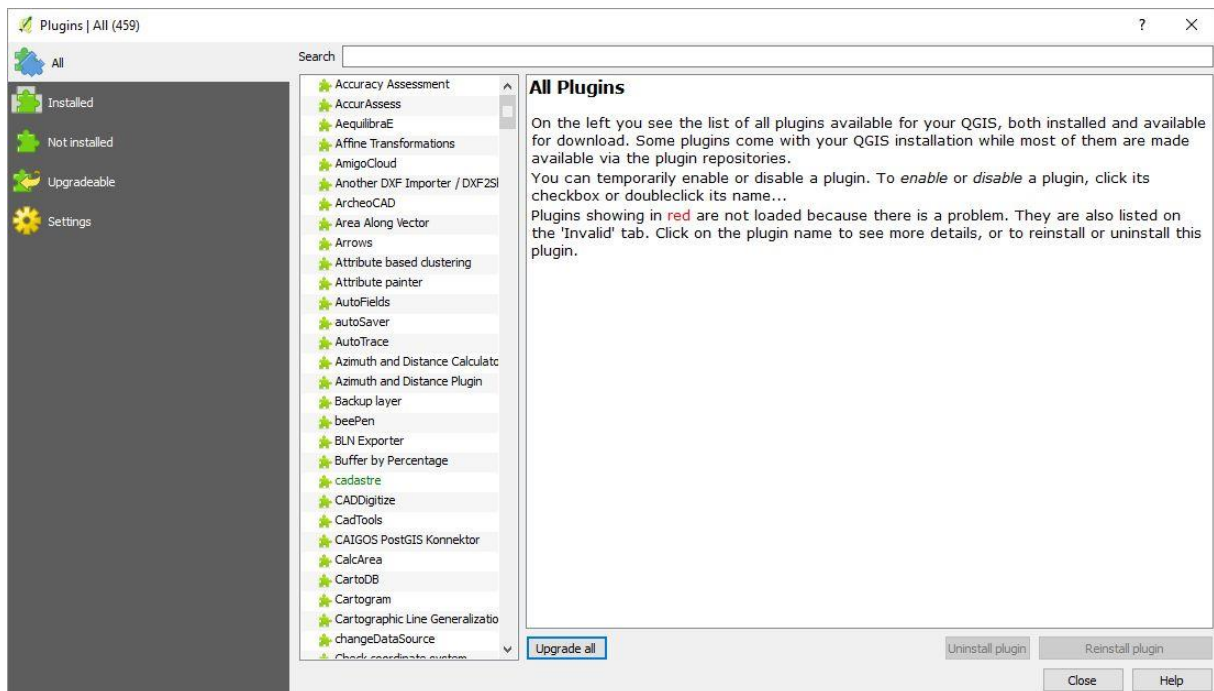 Plugins | All (459)
?
All
Installed
Not installed
Upgradeable
Settings
Search
Accuracy Assessment
AccurAssess
AequilibraE
Affine Transformations
AmigoCloud
Another DXF Importer / DXF2Sl
ArcheoCAD
Area Along Vector
Arrows
Attribute based clustering
Attribute painter
AutoFields
autoSaver
AutoTrace
Azimuth and Distance Calculatc
Azimuth and Distance Plugin
Backup layer
beePen
BLN Exporter
Buffer by Percentage
cadastre
CADDigitize
CadTools
CAIGOS PostGIS Konnektor
CalcArea
CartoDB
Cartogram
Cartographic Line Generalizatio
changeDataSource
Check coordinate system
All Plugins
On the left you see the list of all plugins available for your QGIS, both installed and available
for download. Some plugins come with your QGIS installation while most of them are made
available via the plugin repositories.
You can temporarily enable or disable a plugin. To enable or disable a plugin, click its
checkbox or doubleclick its name...
Plugins showing in red are not loaded because there is a problem. They are also listed on
the 'Invalid' tab. Click on the plugin name to see more details, or to reinstall or uninstall this
plugin.
Upgrade all
Uninstall plugin
Reinstall plugin
Close
Help